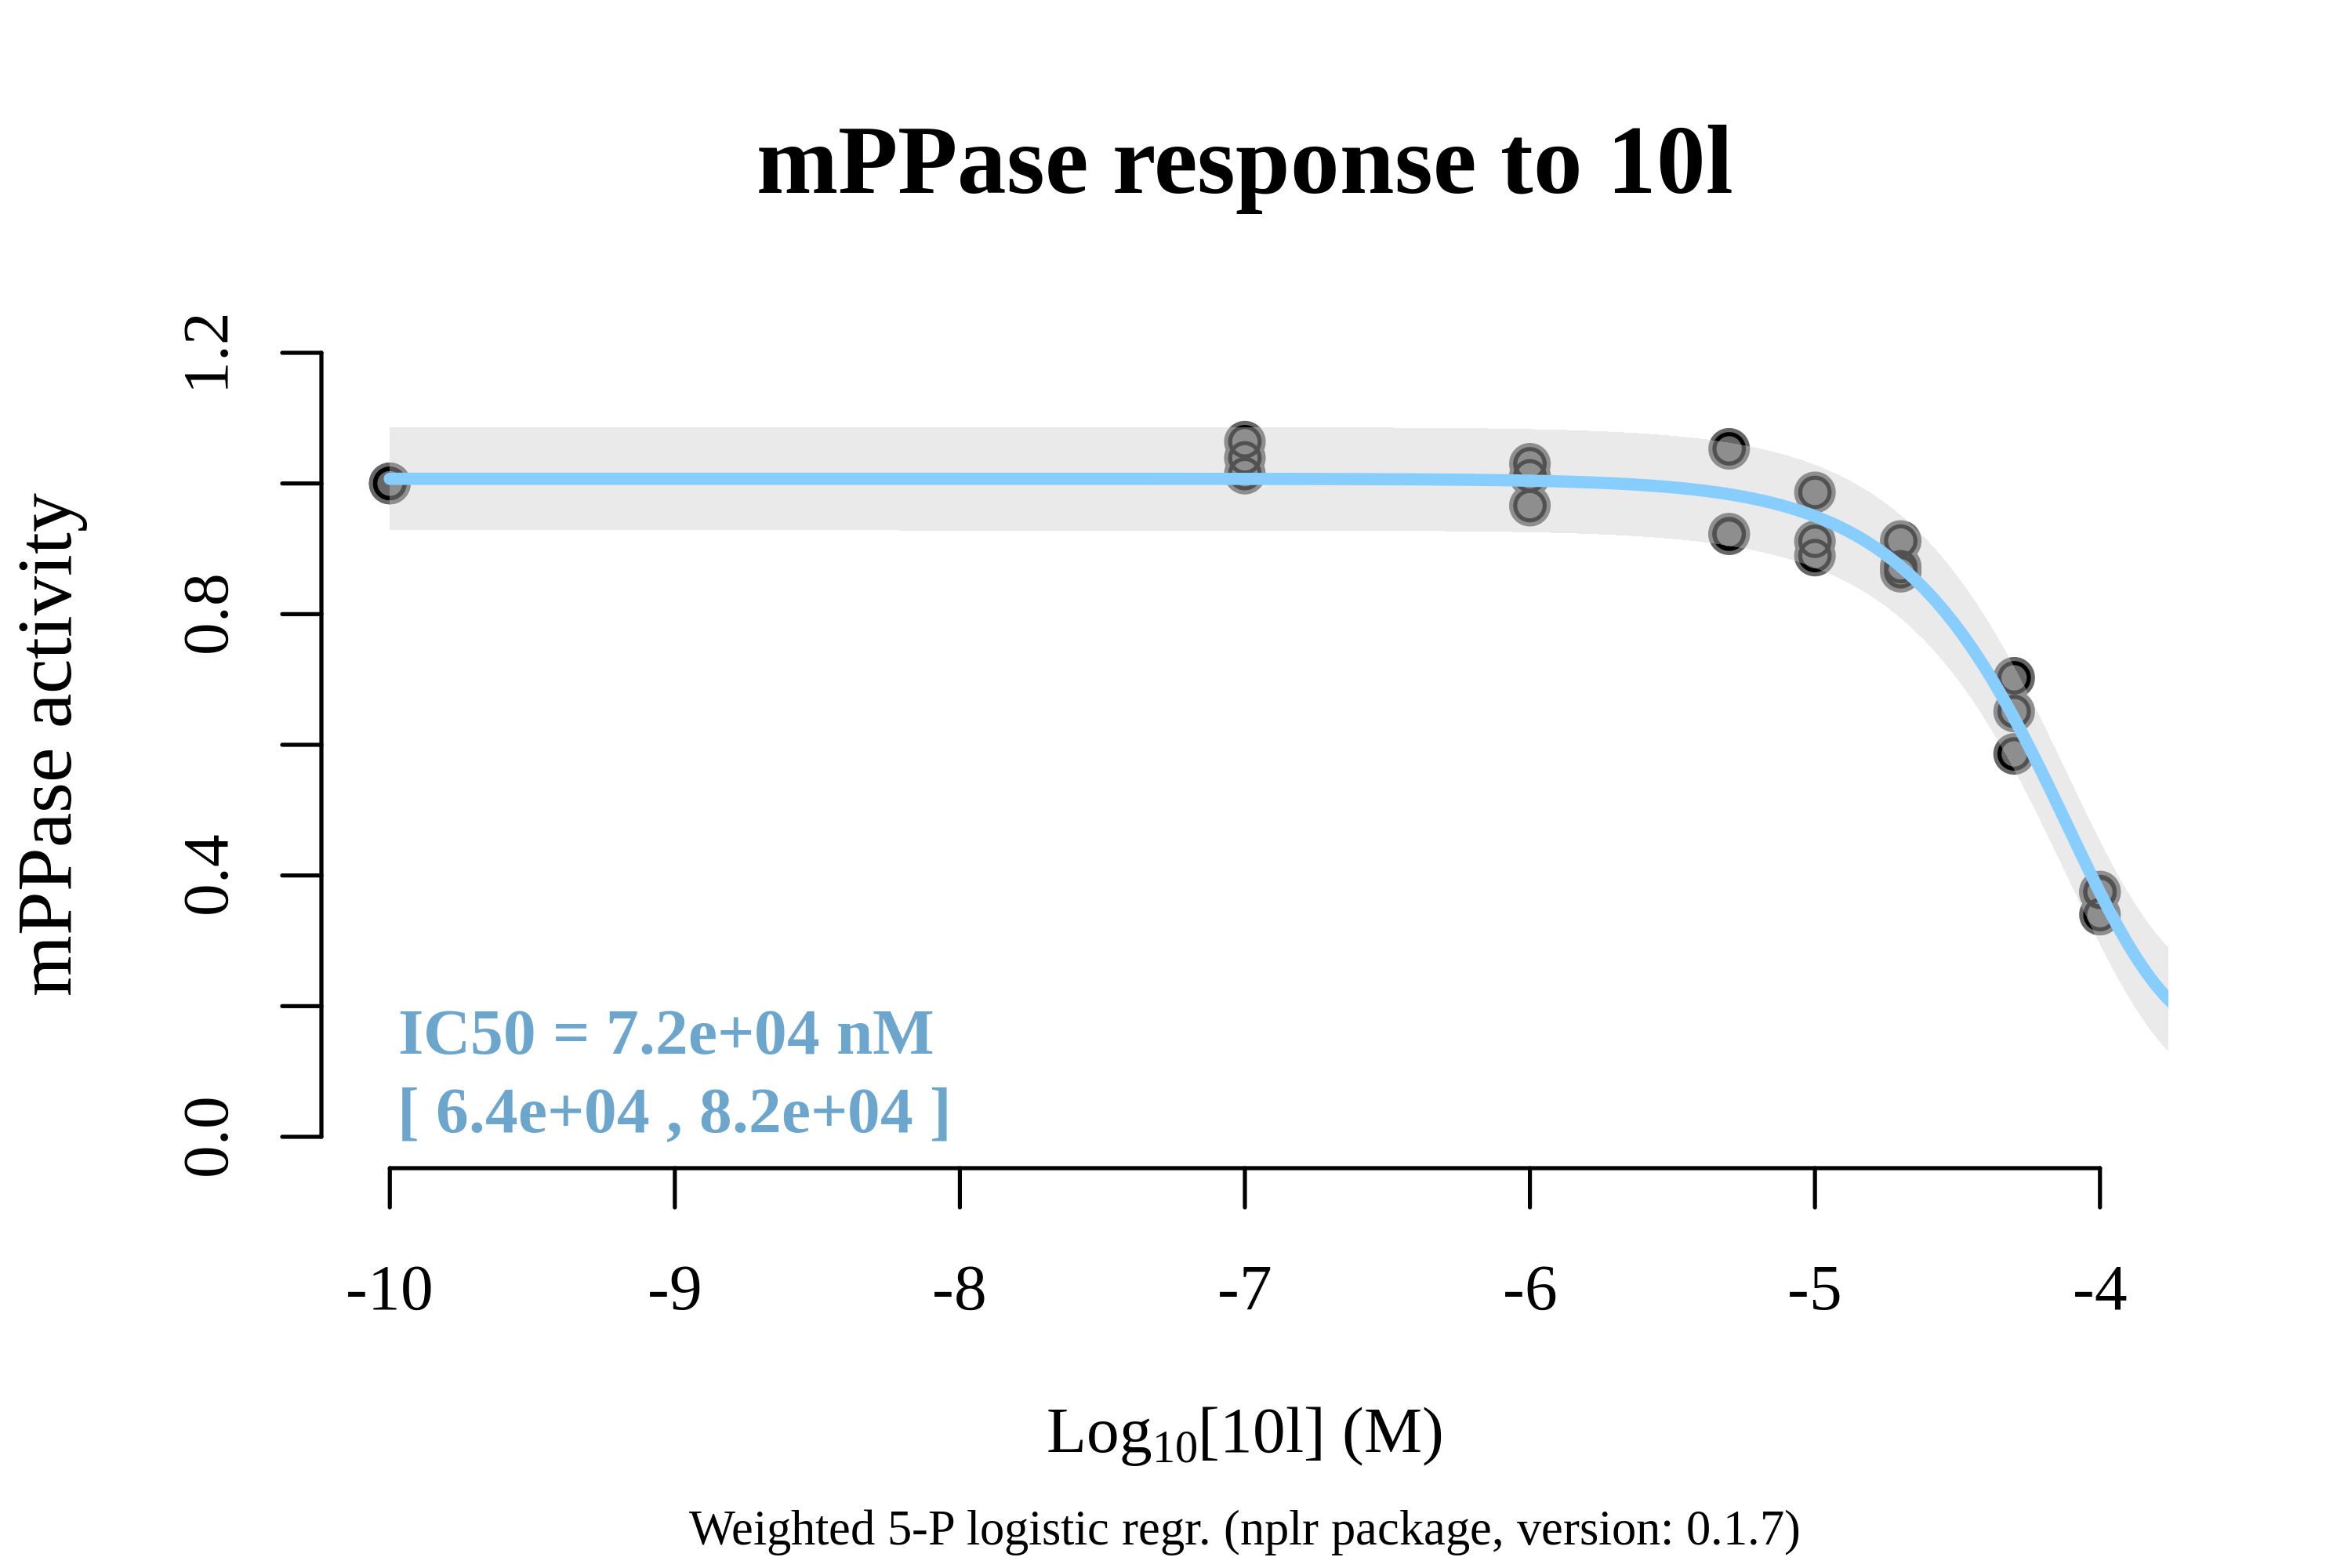 mPPase response to 10l
mPPase activity
1.2
0.8
0.4
0.0
IC50 = 7.2e+04 nM
[ 6.4e+04 , 8.2e+04 ]
-10 -9 -8 -7 -6 -5 -4
Log10[10l] (M)
Weighted 5-P logistic regr. (nplr package, version: 0.1.7)